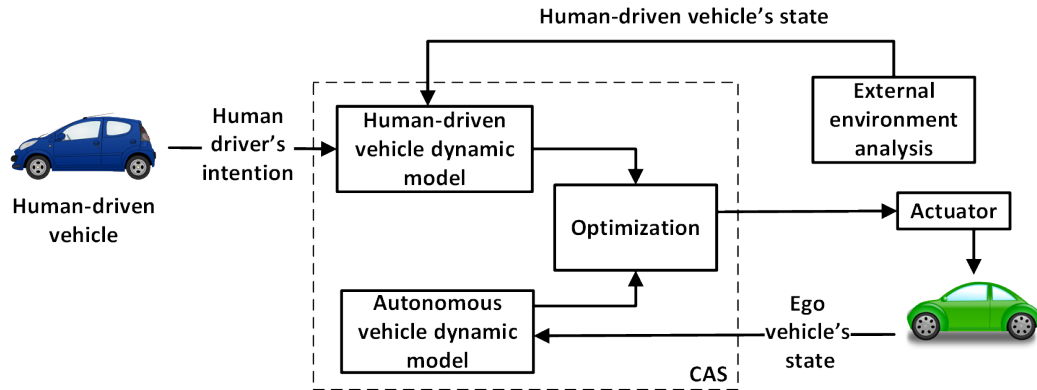 Human-driven vehicle's state
External
environment
analysis
Human
driver's
intention
Human-driven
vehicle dynamic
model
Human-driven
vehicle
Optimization
Actuator
Autonomous
vehicle dynamic
model
Ego
vehicle's
state
CAS